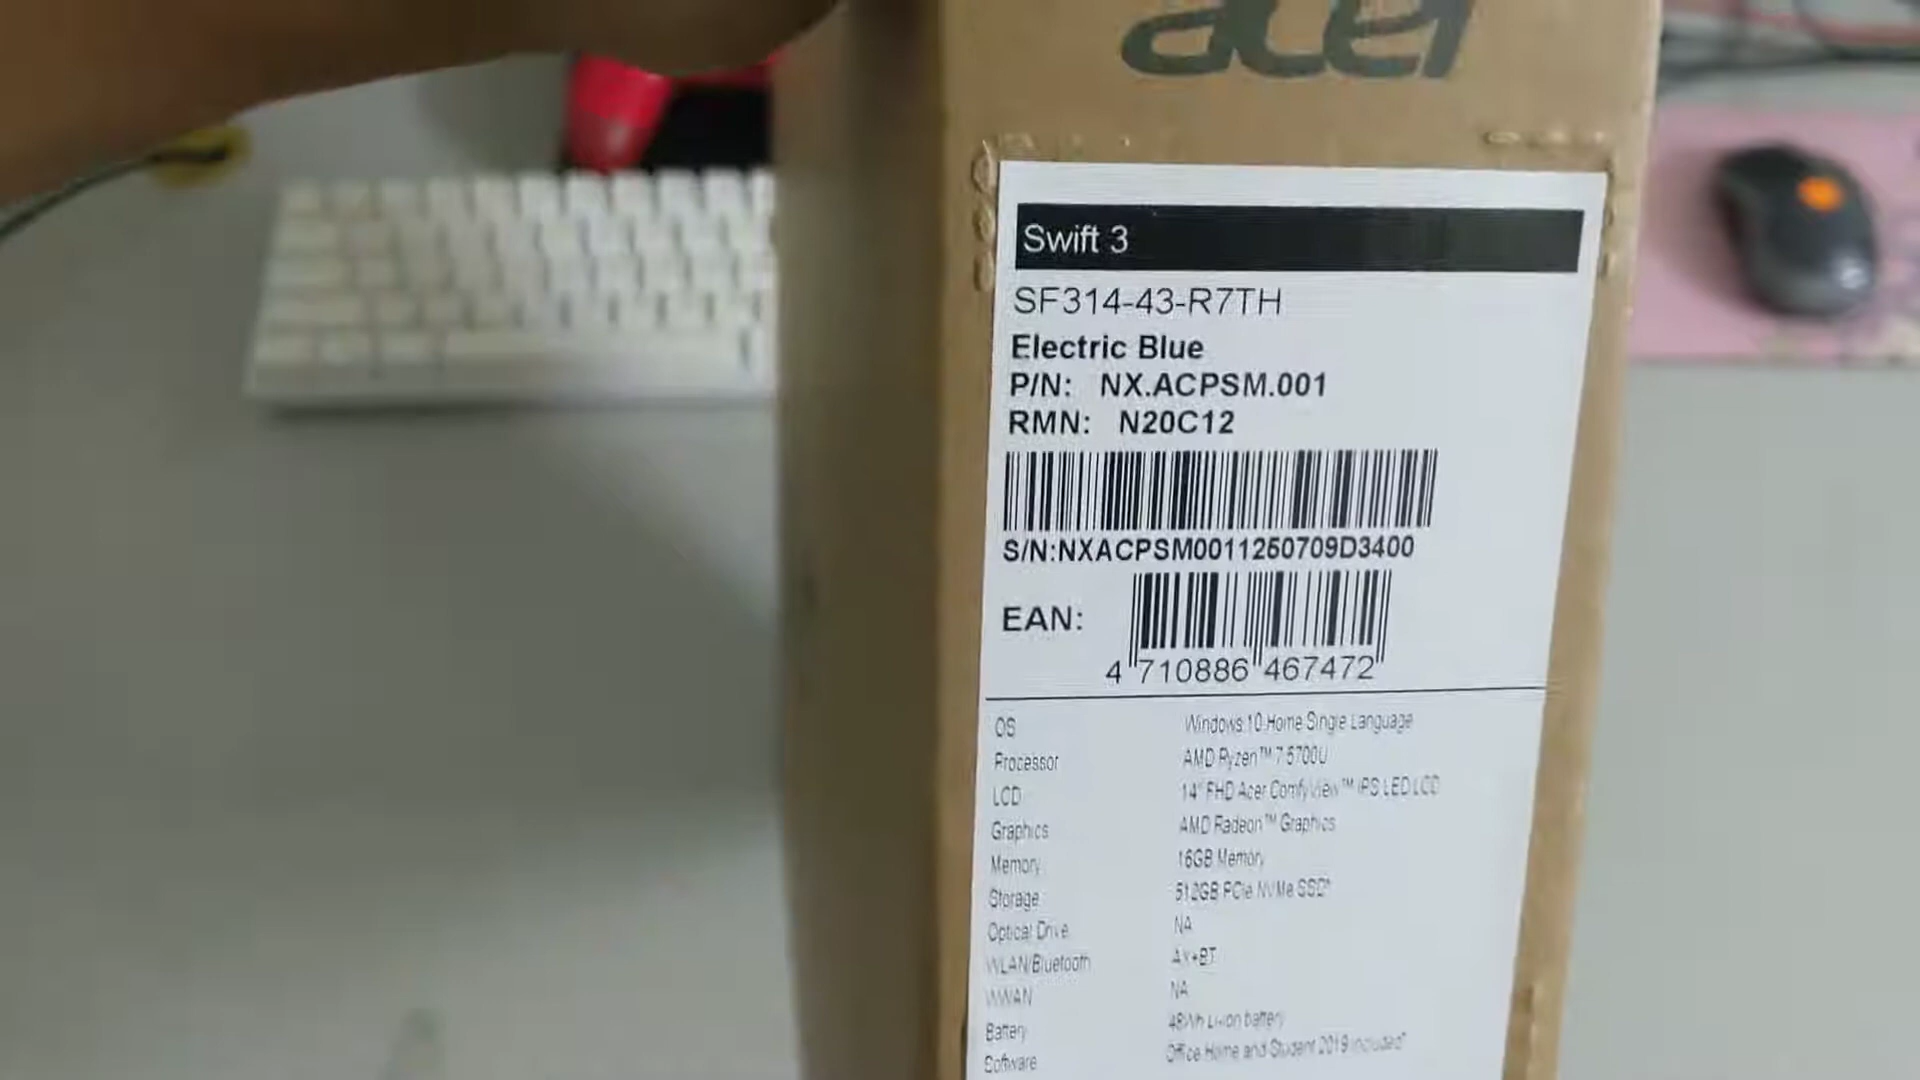 acer
Swift 3
SF314-43-R7TH
Electric Blue
P/N: NX.ACPSM.001
RMN: N20C12
S/N:NXACPSM0011250709D3400
EAN:
4 710886 467472
OS Windows 10 Home Single Language
Processor AMD Ryzen™ 7 5700U
LCD 14" FHD Acer ComfyView™ IPS LED LCD
Graphics AMD Radeon™ Graphics
Memory 16GB Memory
Storage 512GB PCIe NVMe SSD*
Optical Drive NA
WLAN/Bluetooth AX+BT
WWAN NA
Battery 48Wh Li-ion battery
Software Office Home and Student 2019 included*